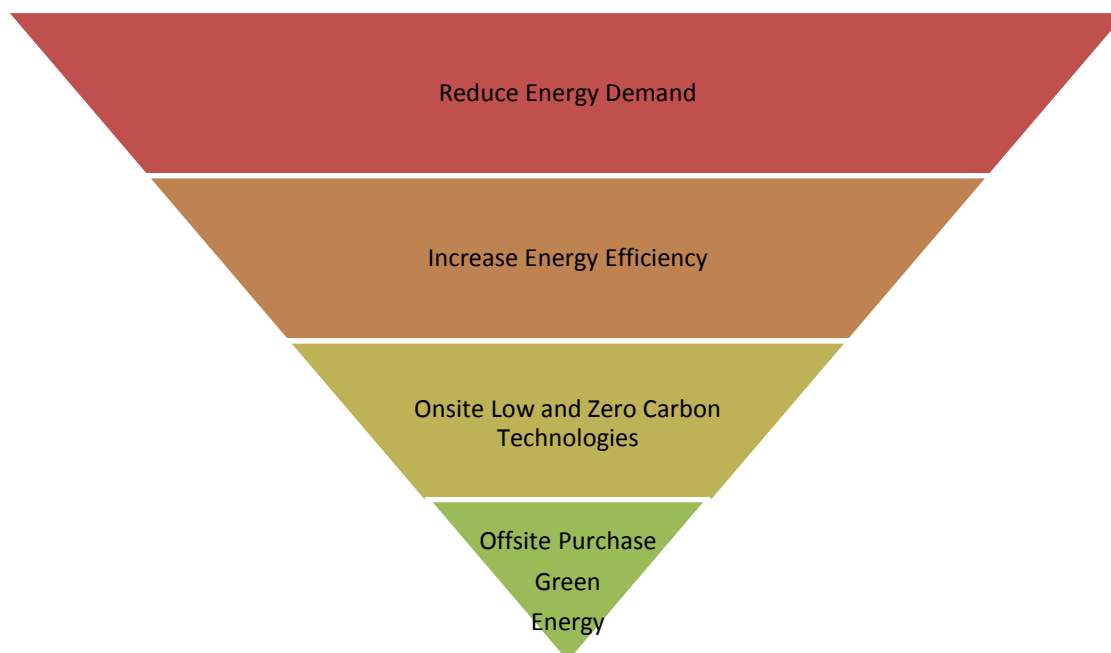 Reduce Energy Demand
Increase Energy Efficiency
Onsite Low and Zero Carbon
Technologies
Offsite Purchase
Green
Energy